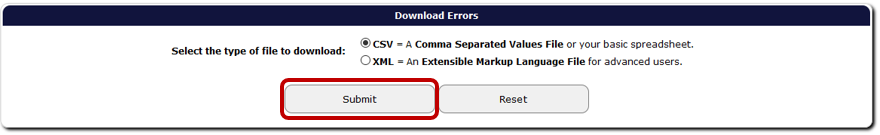 Download Errors
Select the type of file to download:
CSV = A Comma Separated Values File or your basic spreadsheet.
XML = An Extensible Markup Language File for advanced users.
Submit Reset